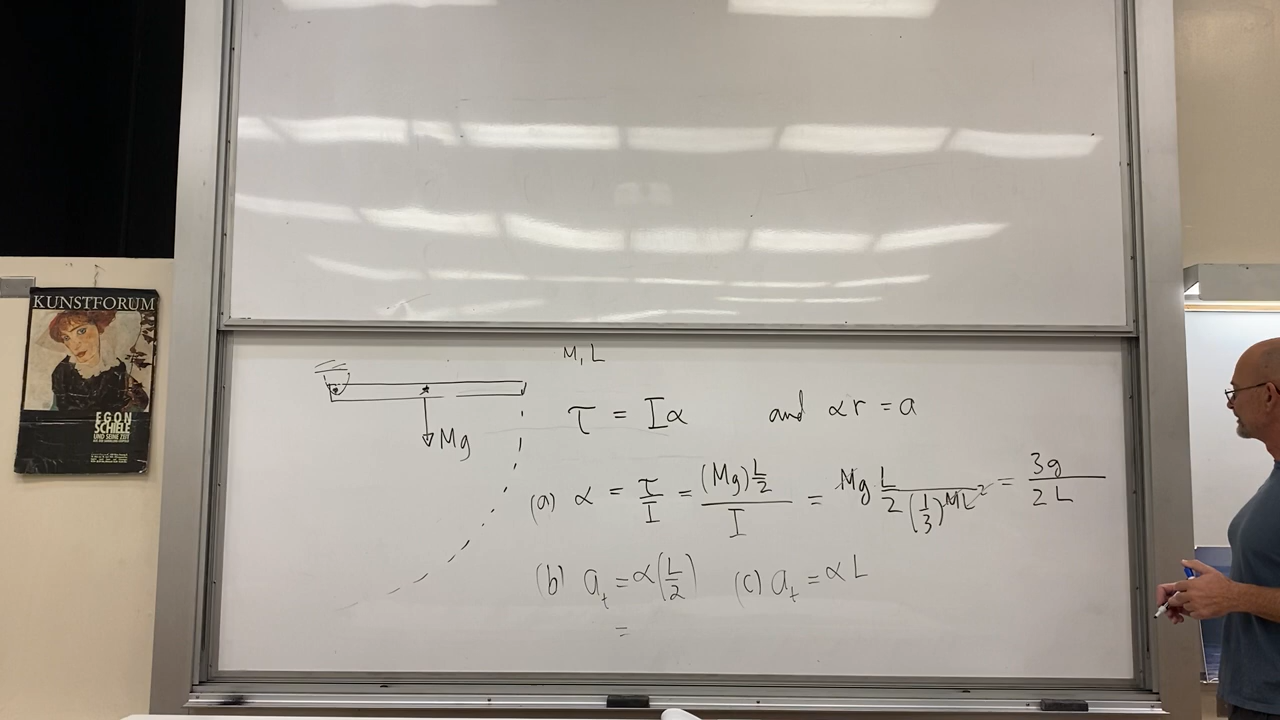 KUNSTFORUM
EGON
SCHIELE
UND SEINE ZEIT
M, L
Mg
τ = Iα and αr = a
(a) α = τ/I = (Mg)L/2 / I = Mg L / 2(1/3)ML² = 3g / 2L
(b) a_t = α(L/2) (c) a_t = αL
=